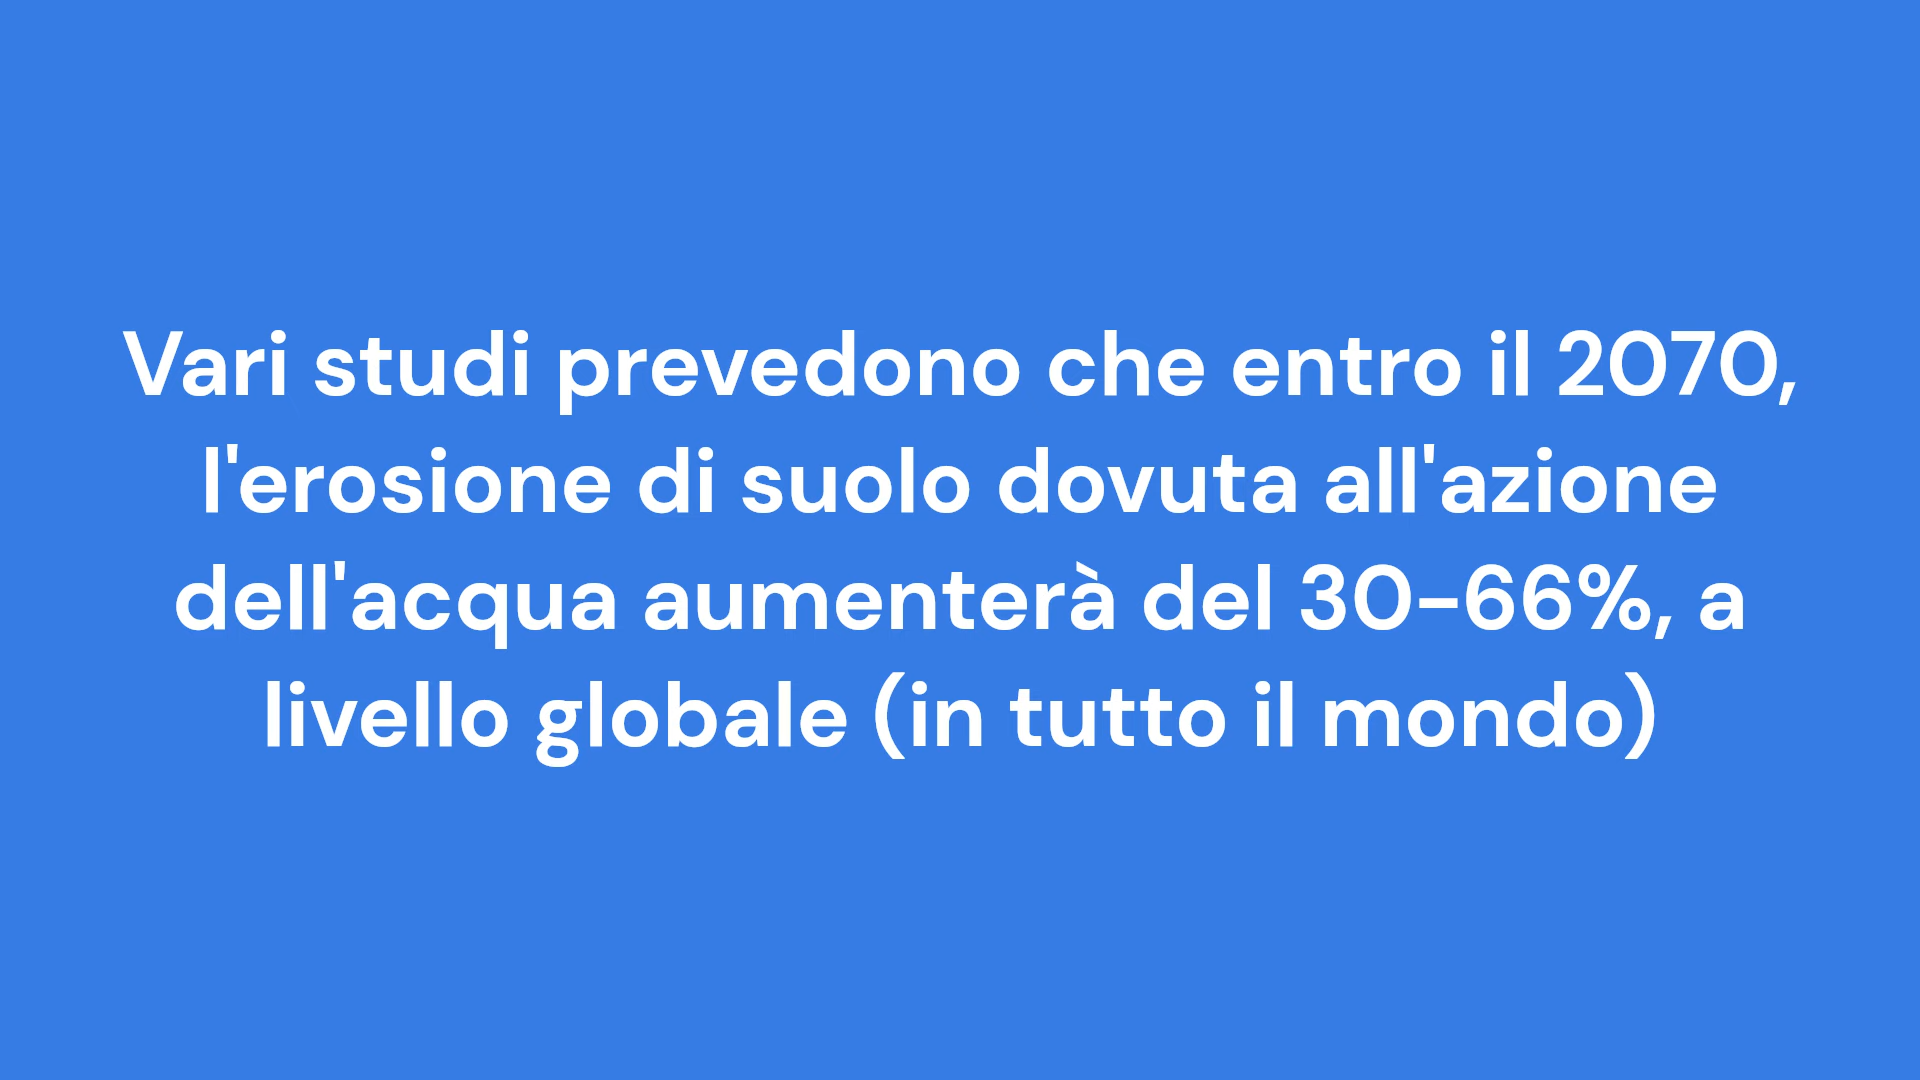 Vari studi prevedono che entro il 2070,
l'erosione di suolo dovuta all'azione
dell'acqua aumenterà del 30-66%, a
livello globale (in tutto il mondo)